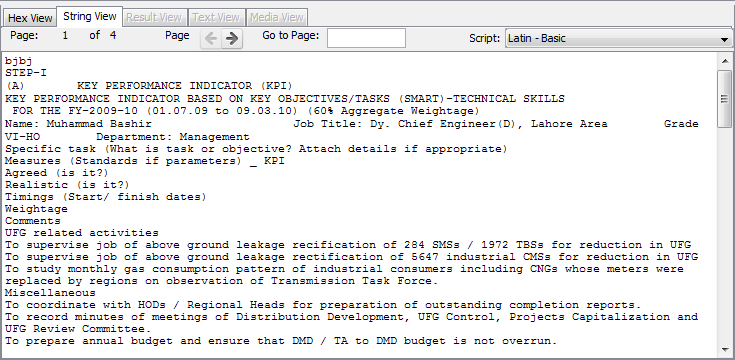 Hex View String View Result View Text View Media View
Page: 1 of 4 Page Go to Page: Script: Latin - Basic
bjbj
STEP-I
(A) KEY PERFORMANCE INDICATOR (KPI)
KEY PERFORMANCE INDICATOR BASED ON KEY OBJECTIVES/TASKS (SMART)-TECHNICAL SKILLS
FOR THE FY-2009-10 (01.07.09 to 09.03.10) (60% Aggregate Weightage)
Name: Muhammad Bashir Job Title: Dy. Chief Engineer(D), Lahore Area Grade
VI-HO Department: Management
Specific task (What is task or objective? Attach details if appropriate)
Measures (Standards if parameters) _ KPI
Agreed (is it?)
Realistic (is it?)
Timings (Start/ finish dates)
Weightage
Comments
UFG related activities
To supervise job of above ground leakage recification of 284 SMSs / 1972 TBSs for reduction in UFG
To supervise job of above ground leakage rectification of 5647 industrial CMSs for reduction in UFG
To study monthly gas consumption pattern of industrial consumers including CNGs whose meters were
replaced by regions on observation of Transmission Task Force.
Miscellaneous
To coordinate with HODs / Regional Heads for preparation of outstanding completion reports.
To record minutes of meetings of Distribution Development, UFG Control, Projects Capitalization and
UFG Review Committee.
To prepare annual budget and ensure that DMD / TA to DMD budget is not overrun.